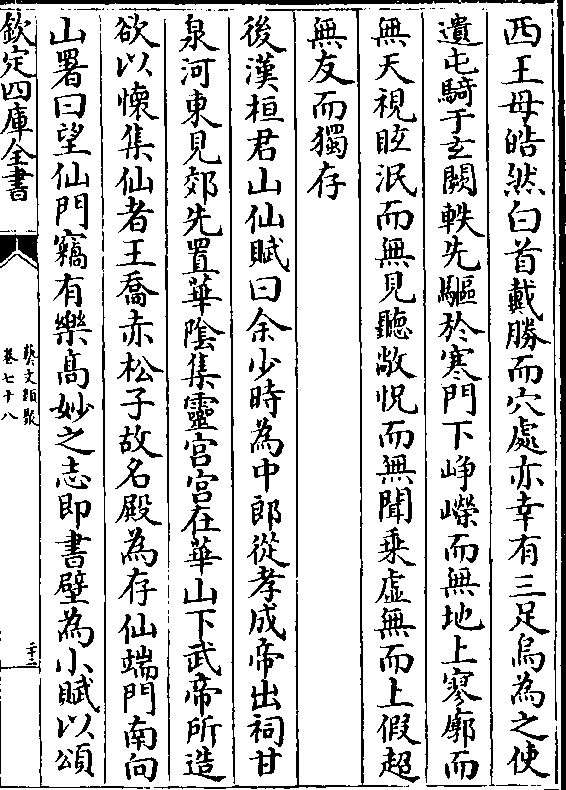 西王母皓然白首戴勝而穴處亦幸有三足烏為之使
遺屯騎于玄闕軼先驅於寒門下崢嶸而無地上寥廓而
無天視眩泯而無見聽敞怳而無聞乗虛無而上假超
無友而獨存
後漢桓君山仙賦曰余少時為中郎從孝成帝出祠甘
泉河東見郊先置華陰集靈宫宫在華山下武帝所造
欲以懐集仙者王喬赤松子故名殿為存仙端門南向
山署曰望仙門竊有樂髙妙之志即書壁為小賦以頌
欽定四庫全書
藝文類聚
卷七十八
二十二